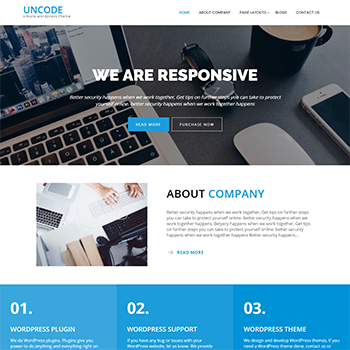 UNCODE
simple wordpress theme
HOME ABOUT COMPANY PAGE LAYOUTS BLOGS CONTACT US
WE ARE RESPONSIVE
Better security happens when we work together, Get tips on further steps you can take to protect
yourself online. better security happens when we work together happens
READ MORE PURCHASE NOW
ABOUT COMPANY
Better security happens when we work together, Get tips on further steps
you can take to protect yourself online. Better security happens when we
work together happens, Betpery happens when we work together, Get tips
on further steps you can take to protect yourself online. better security
happens when we work together happens Better security happens...
→ READ MORE
01.
WORDPRESS PLUGIN
We do WordPress plugins. Plugins give you
power to do anything and everything right on
02.
WORDPRESS SUPPORT
If you have any bug or issues with your
WordPress website, let us know. We provide
03.
WORDPRESS THEME
We design and develop WordPress themes. If
you need a WordPress theme done, contact us or